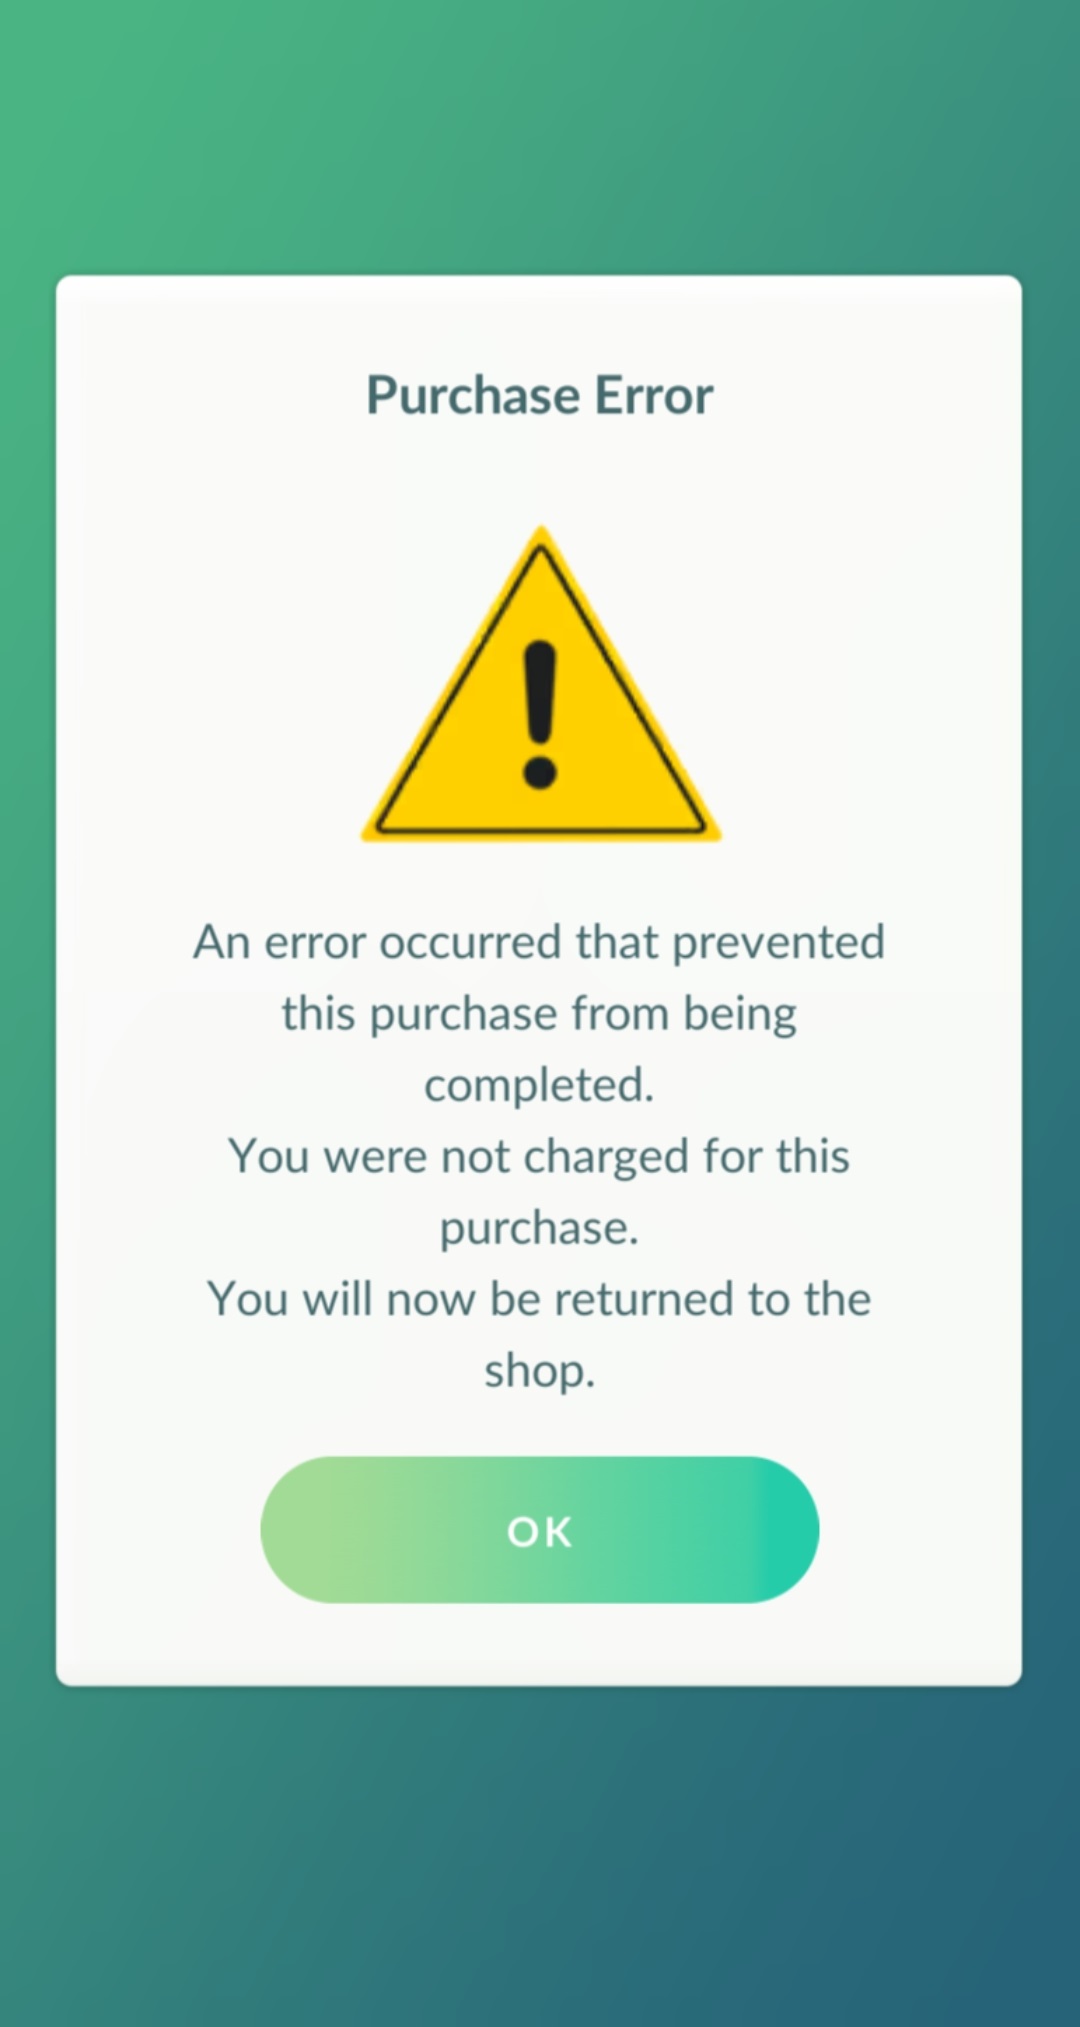 Purchase Error
An error occurred that prevented
this purchase from being
completed.
You were not charged for this
purchase.
You will now be returned to the
shop.
OK